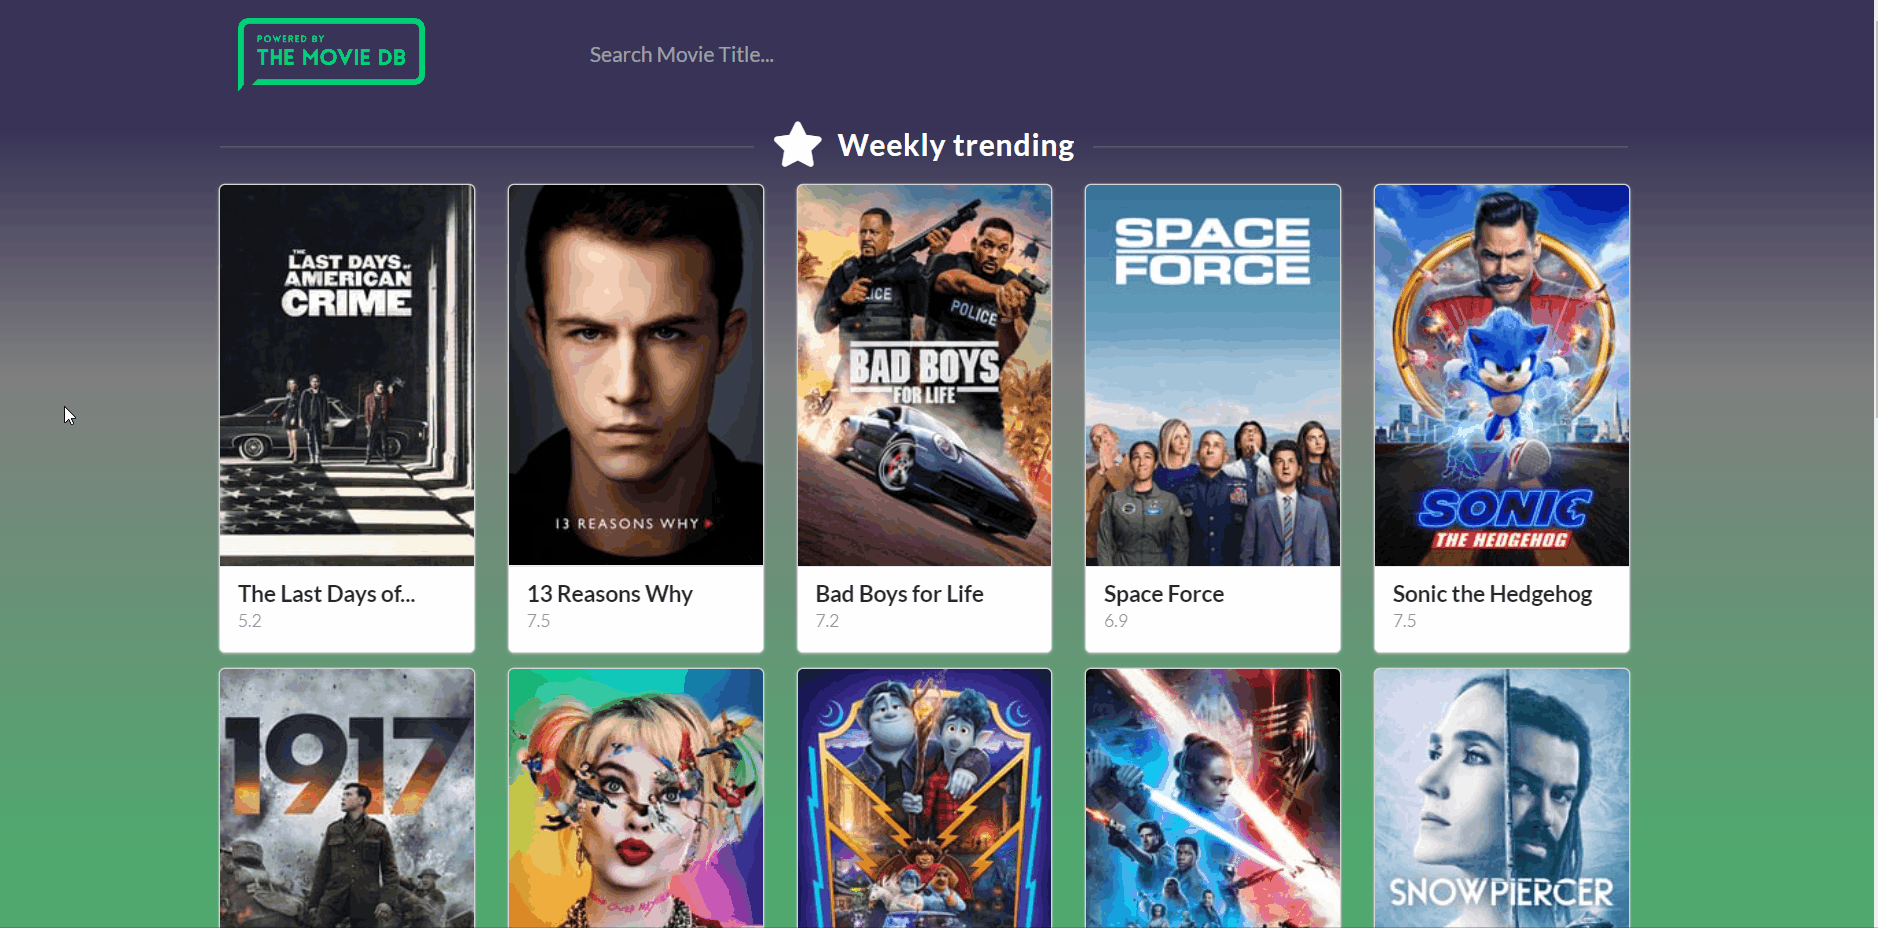 POWERED BY
THE MOVIE DB
Search Movie Title...
Weekly trending
THE
LAST DAYS OF
AMERICAN
CRIME
13 REASONS WHY
POLICE
POLICE
BAD BOYS
FOR LIFE
SPACE
FORCE
SONIC
THE HEDGEHOG
The Last Days of...
5.2
13 Reasons Why
7.5
Bad Boys for Life
7.2
Space Force
6.9
Sonic the Hedgehog
7.5
1917
SNOWPIERCER